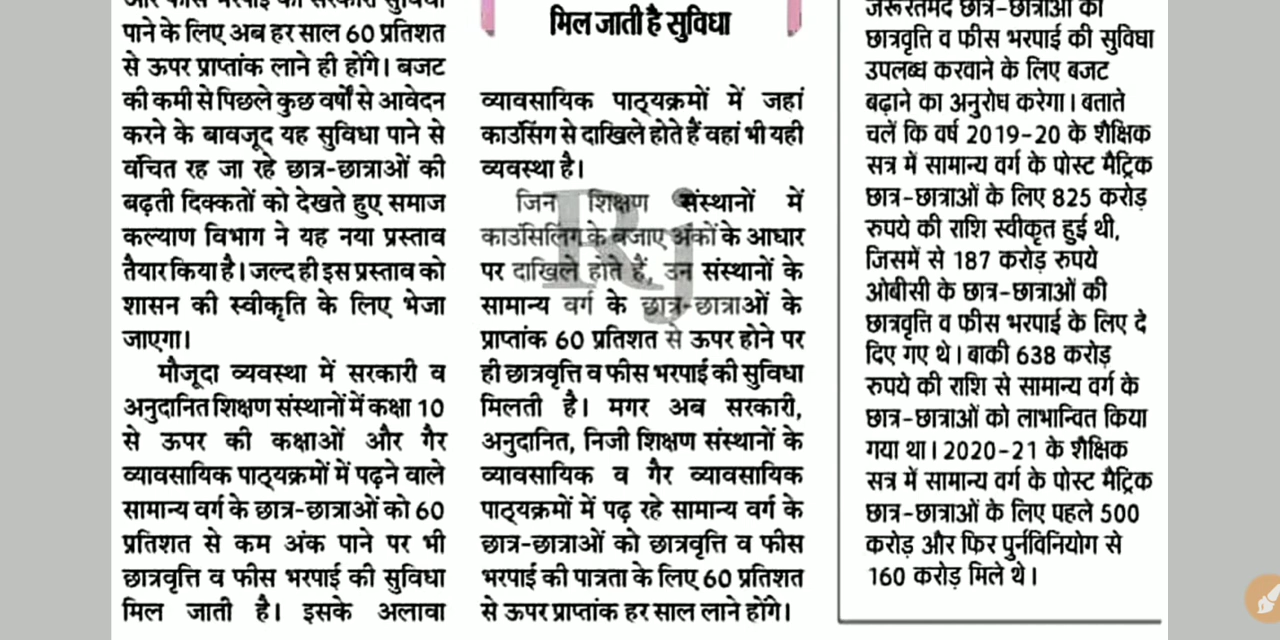 और फीस भरपाई की सरकारी सुविधा
पाने के लिए अब हर साल 60 प्रतिशत
से ऊपर प्राप्तांक लाने ही होंगे। बजट
की कमी से पिछले कुछ वर्षों से आवेदन
करने के बावजूद यह सुविधा पाने से
वंचित रह जा रहे छात्र-छात्राओं की
बढ़ती दिक्कतों को देखते हुए समाज
कल्याण विभाग ने यह नया प्रस्ताव
तैयार किया है। जल्द ही इस प्रस्ताव को
शासन की स्वीकृति के लिए भेजा
जाएगा।
मौजूदा व्यवस्था में सरकारी व
अनुदानित शिक्षण संस्थानों में कक्षा 10
से ऊपर की कक्षाओं और गैर
व्यावसायिक पाठ्यक्रमों में पढ़ने वाले
सामान्य वर्ग के छात्र-छात्राओं को 60
प्रतिशत से कम अंक पाने पर भी
छात्रवृत्ति व फीस भरपाई की सुविधा
मिल जाती है। इसके अलावा
मिल जाती है सुविधा
व्यावसायिक पाठ्यक्रमों में जहां
काउंसिंग से दाखिले होते हैं वहां भी यही
व्यवस्था है।
जिन शिक्षण संस्थानों में
काउंसिलिंग के बजाए अंकों के आधार
पर दाखिले होते हैं, उन संस्थानों के
सामान्य वर्ग के छात्र-छात्राओं के
प्राप्तांक 60 प्रतिशत से ऊपर होने पर
ही छात्रवृत्ति व फीस भरपाई की सुविधा
मिलती है। मगर अब सरकारी,
अनुदानित, निजी शिक्षण संस्थानों के
व्यावसायिक व गैर व्यावसायिक
पाठ्यक्रमों में पढ़ रहे सामान्य वर्ग के
छात्र-छात्राओं को छात्रवृत्ति व फीस
भरपाई की पात्रता के लिए 60 प्रतिशत
से ऊपर प्राप्तांक हर साल लाने होंगे।
Rj
जरूरतमंद छात्र-छात्राओं को
छात्रवृत्ति व फीस भरपाई की सुविधा
उपलब्ध करवाने के लिए बजट
बढ़ाने का अनुरोध करेगा। बताते
चलें कि वर्ष 2019-20 के शैक्षिक
सत्र में सामान्य वर्ग के पोस्ट मैट्रिक
छात्र-छात्राओं के लिए 825 करोड़
रुपये की राशि स्वीकृत हुई थी,
जिसमें से 187 करोड़ रुपये
ओबीसी के छात्र-छात्राओं की
छात्रवृत्ति व फीस भरपाई के लिए दे
दिए गए थे। बाकी 638 करोड़
रुपये की राशि से सामान्य वर्ग के
छात्र-छात्राओं को लाभान्वित किया
गया था। 2020-21 के शैक्षिक
सत्र में सामान्य वर्ग के पोस्ट मैट्रिक
छात्र-छात्राओं के लिए पहले 500
करोड़ और फिर पुर्नविनियोग से
160 करोड़ मिले थे।